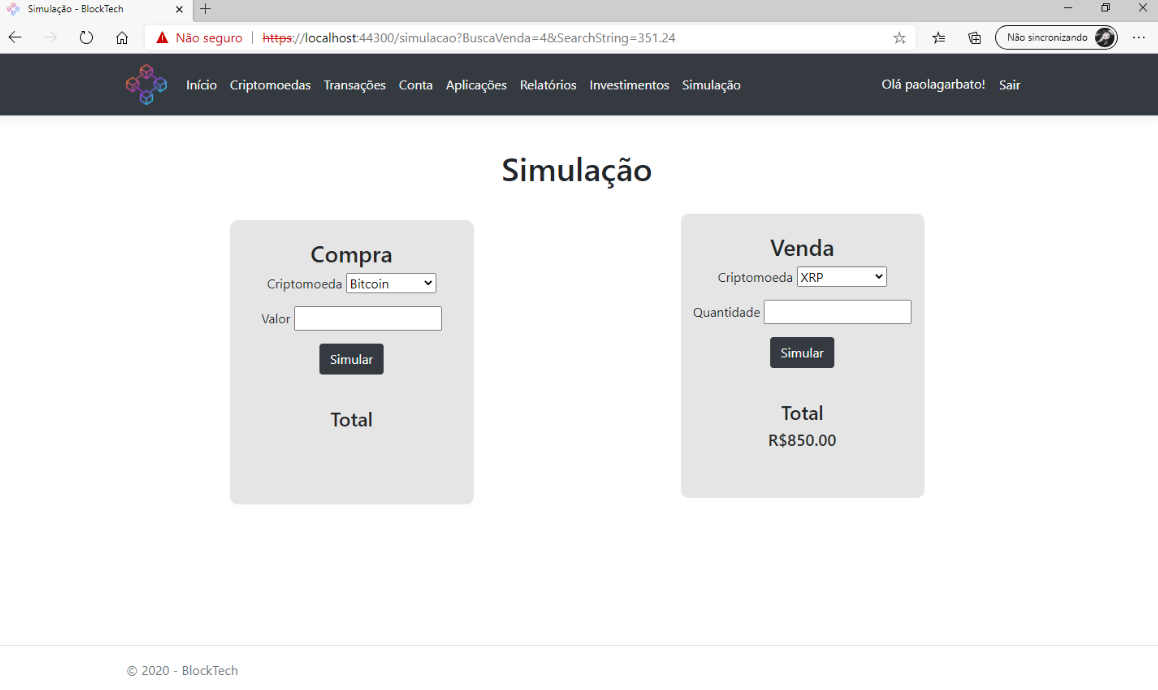 Simulação - BlockTech
Não seguro https://localhost:44300/simulacao?BuscaVenda=4&SearchString=351.24 Não sincronizando
Início Criptomoedas Transações Conta Aplicações Relatórios Investimentos Simulação Olá paolagarbato! Sair
Simulação
Compra
Criptomoeda Bitcoin
Valor
Simular
Total
Venda
Criptomoeda XRP
Quantidade
Simular
Total
R$850.00
© 2020 - BlockTech